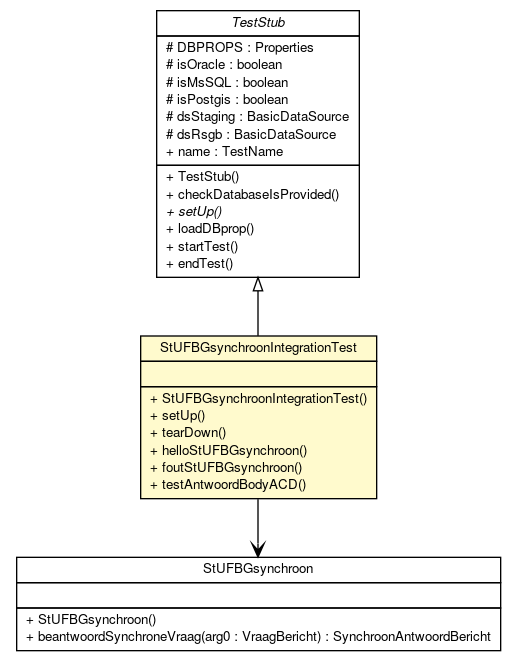 TestStub
# DBPROPS : Properties
# isOracle : boolean
# isMsSQL : boolean
# isPostgis : boolean
# dsStaging : BasicDataSource
# dsRsgb : BasicDataSource
+ name : TestName
+ TestStub()
+ checkDatabaseIsProvided()
+ setUp()
+ loadDBprop()
+ startTest()
+ endTest()
StUFBGsynchroonIntegrationTest
+ StUFBGsynchroonIntegrationTest()
+ setUp()
+ tearDown()
+ helloStUFBGsynchroon()
+ foutStUFBGsynchroon()
+ testAntwoordBodyACD()
StUFBGsynchroon
+ StUFBGsynchroon()
+ beantwoordSynchroneVraag(arg0 : VraagBericht) : SynchroonAntwoordBericht